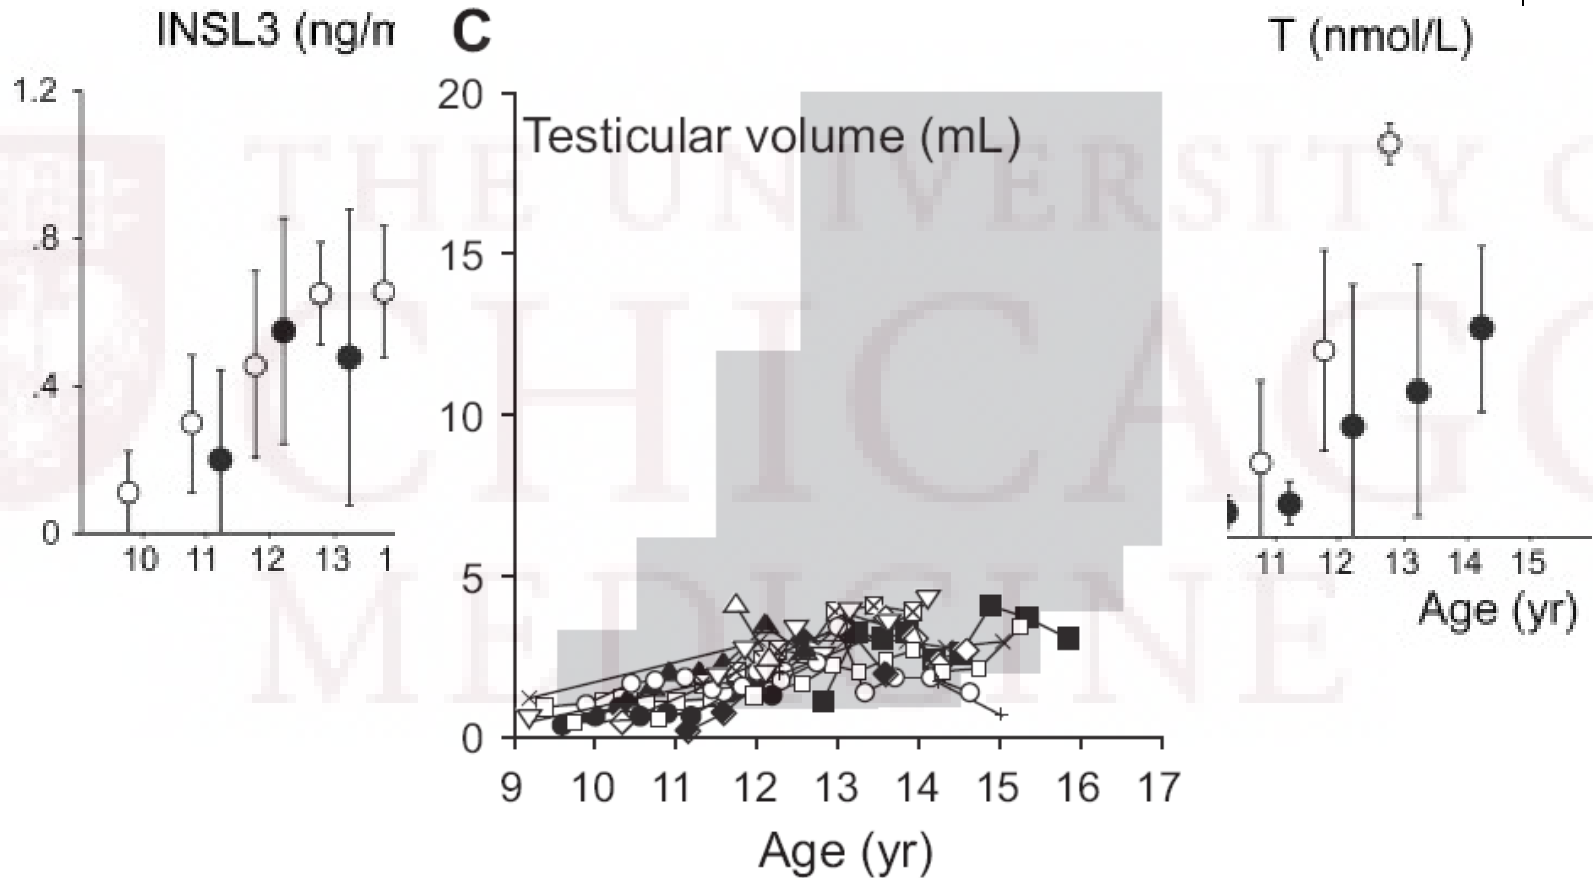 INSL3 (ng/m
1.2
.8
.4
0
10 11 12 13 1
C
Testicular volume (mL)
20
15
10
5
0
9 10 11 12 13 14 15 16 17
Age (yr)
T (nmol/L)
11 12 13 14 15
Age (yr)
THE UNIVERSITY O
CHICAGO
MEDICINE